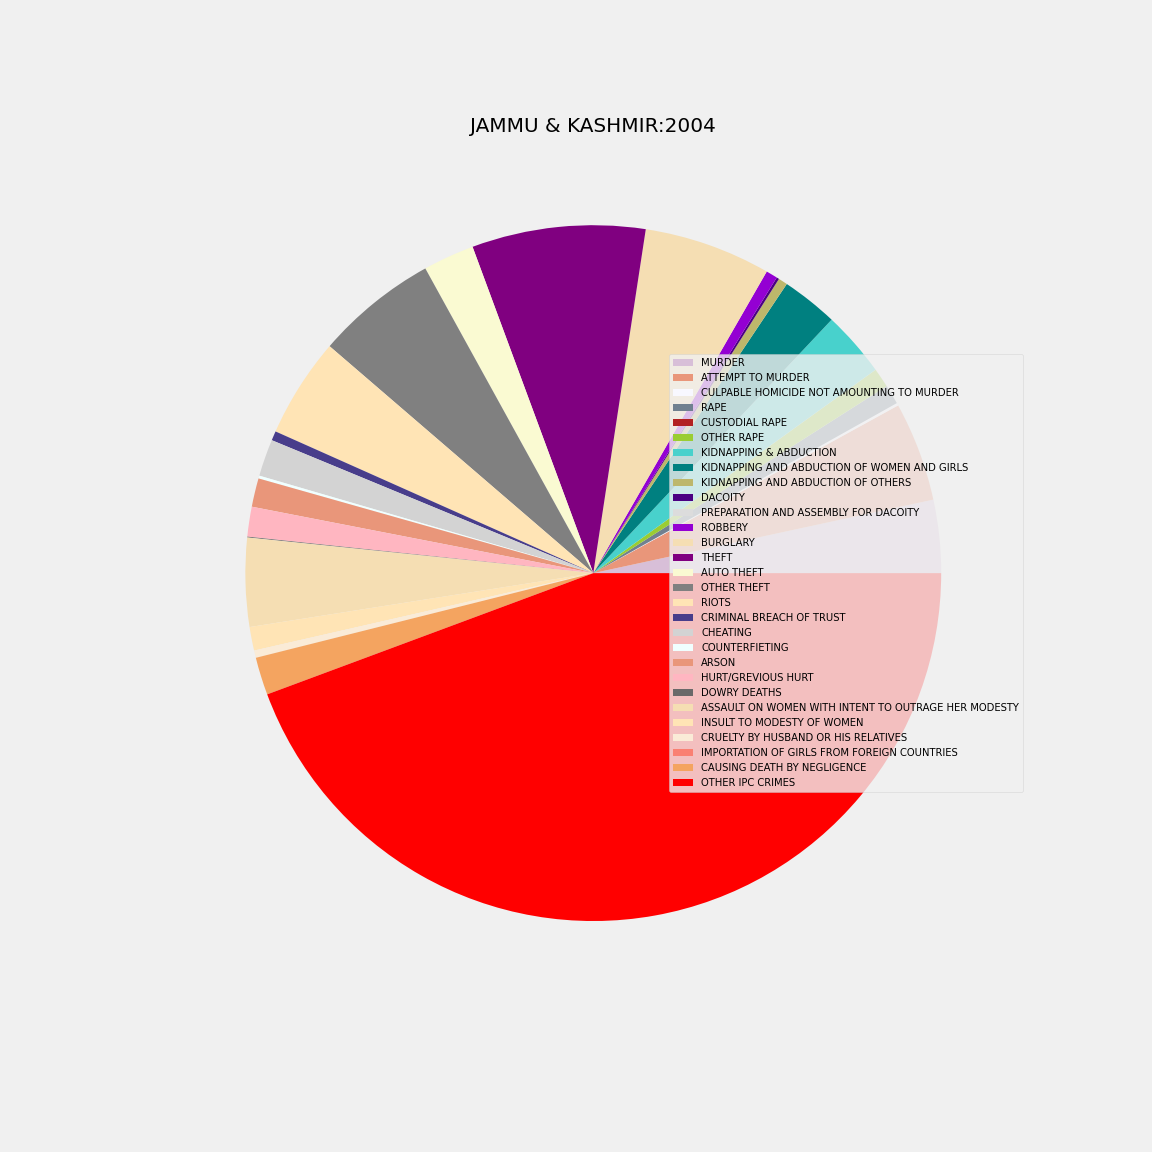 JAMMU & KASHMIR:2004
MURDER
ATTEMPT TO MURDER
CULPABLE HOMICIDE NOT AMOUNTING TO MURDER
RAPE
CUSTODIAL RAPE
OTHER RAPE
KIDNAPPING & ABDUCTION
KIDNAPPING AND ABDUCTION OF WOMEN AND GIRLS
KIDNAPPING AND ABDUCTION OF OTHERS
DACOITY
PREPARATION AND ASSEMBLY FOR DACOITY
ROBBERY
BURGLARY
THEFT
AUTO THEFT
OTHER THEFT
RIOTS
CRIMINAL BREACH OF TRUST
CHEATING
COUNTERFIETING
ARSON
HURT/GREVIOUS HURT
DOWRY DEATHS
ASSAULT ON WOMEN WITH INTENT TO OUTRAGE HER MODESTY
INSULT TO MODESTY OF WOMEN
CRUELTY BY HUSBAND OR HIS RELATIVES
IMPORTATION OF GIRLS FROM FOREIGN COUNTRIES
CAUSING DEATH BY NEGLIGENCE
OTHER IPC CRIMES